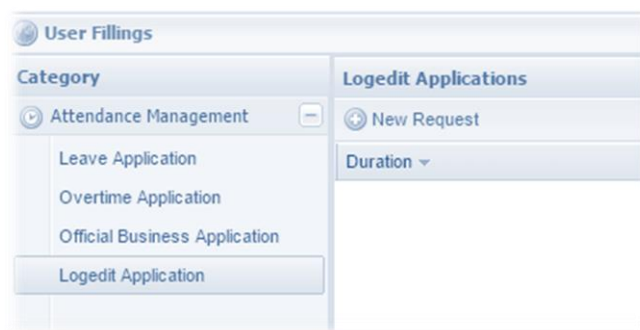 User Fillings
Category
Attendance Management
Leave Application
Overtime Application
Official Business Application
Logedit Application
Logedit Applications
New Request
Duration